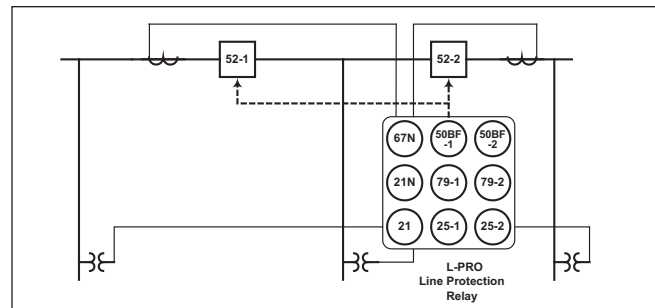 52-1
52-2
67N
50BF
-1
50BF
-2
21N
79-1
79-2
21
25-1
25-2
L-PRO
Line Protection
Relay